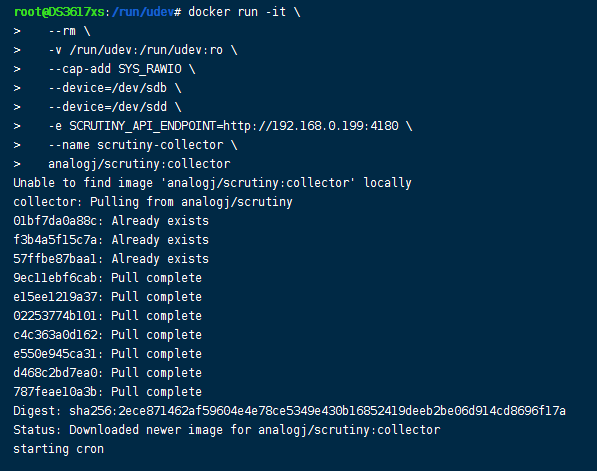 root@DS3617xs:/run/udev# docker run -it \
>    --rm \
>    -v /run/udev:/run/udev:ro \
>    --cap-add SYS_RAWIO \
>    --device=/dev/sdb \
>    --device=/dev/sdd \
>    -e SCRUTINY_API_ENDPOINT=http://192.168.0.199:4180 \
>    --name scrutiny-collector \
>    analogj/scrutiny:collector
Unable to find image 'analogj/scrutiny:collector' locally
collector: Pulling from analogj/scrutiny
01bf7da0a88c: Already exists
f3b4a5f15c7a: Already exists
57ffbe87baa1: Already exists
9ec11ebf6cab: Pull complete
e15ee1219a37: Pull complete
02253774b101: Pull complete
c4c363a0d162: Pull complete
e550e945ca31: Pull complete
d468c2bd7ea0: Pull complete
787feae10a3b: Pull complete
Digest: sha256:2ece871462af59604e4e78ce5349e430b16852419deeb2be06d914cd8696f17a
Status: Downloaded newer image for analogj/scrutiny:collector
starting cron